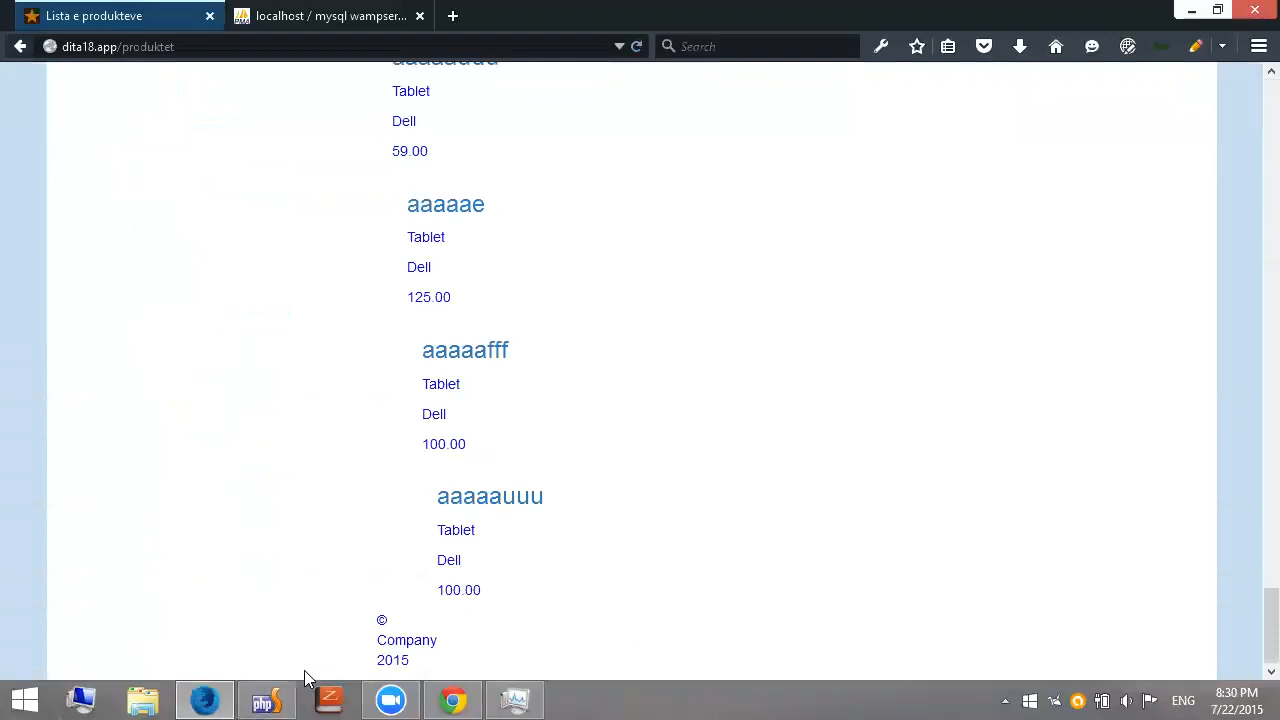 Lista e produkteve
localhost / mysql wampser...
dita18.app/produktet
Search
Tablet
Dell
59.00
aaaaae
Tablet
Dell
125.00
aaaaafff
Tablet
Dell
100.00
aaaaauuu
Tablet
Dell
100.00
©
Company
2015
php
ENG
8:30 PM
7/22/2015